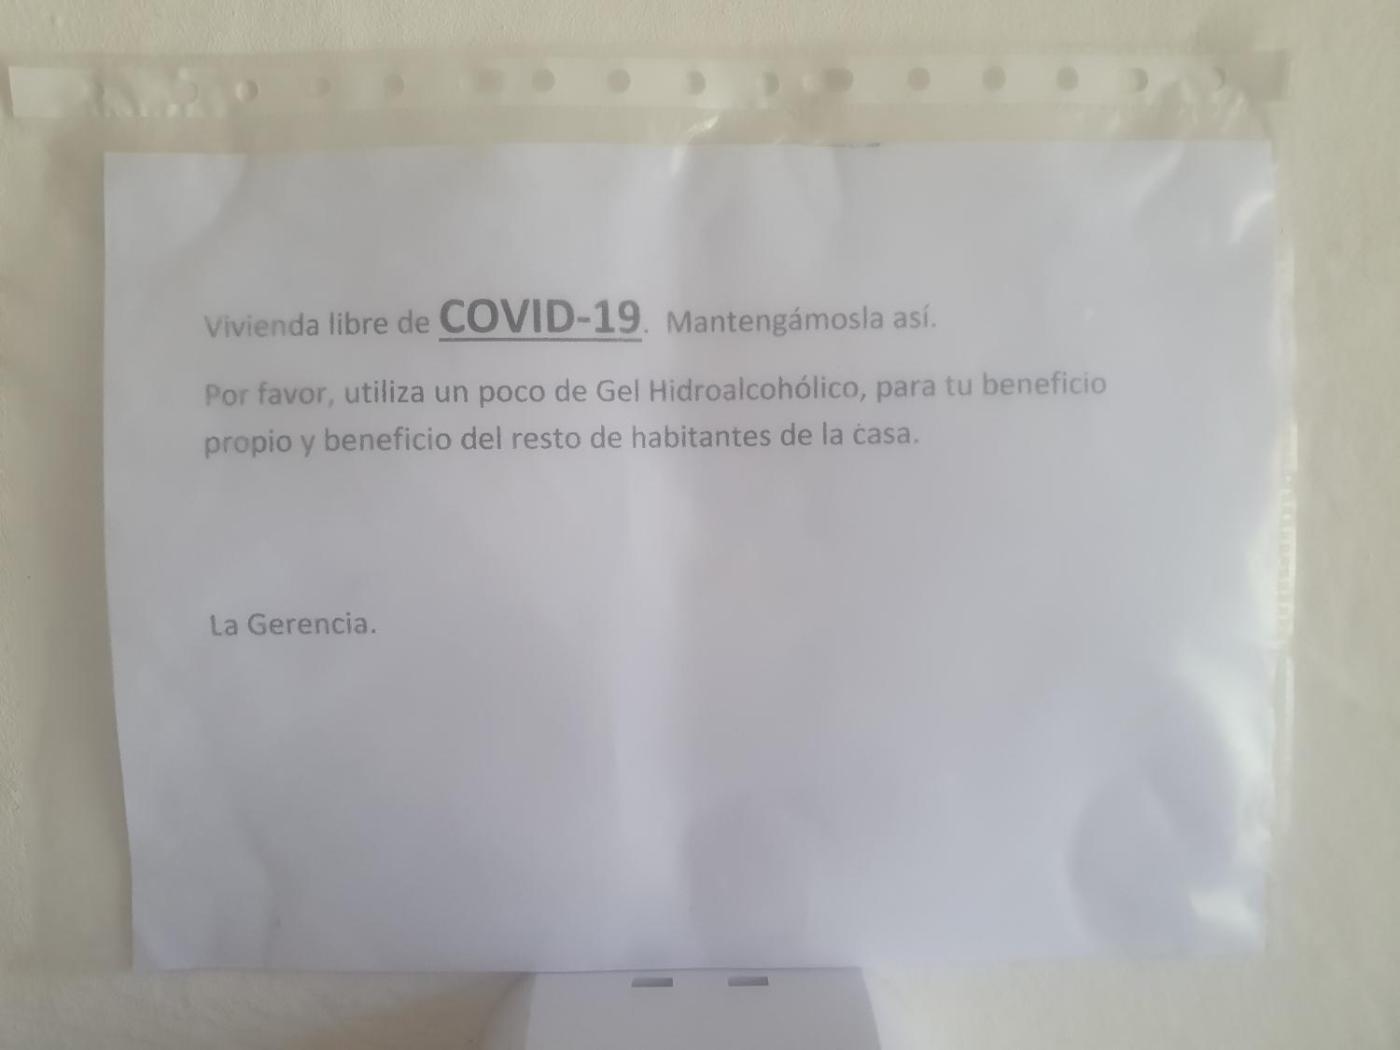 Vivienda libre de COVID-19. Mantengámosla así.
Por favor, utiliza un poco de Gel Hidroalcohólico, para tu beneficio
propio y beneficio del resto de habitantes de la casa.
La Gerencia.